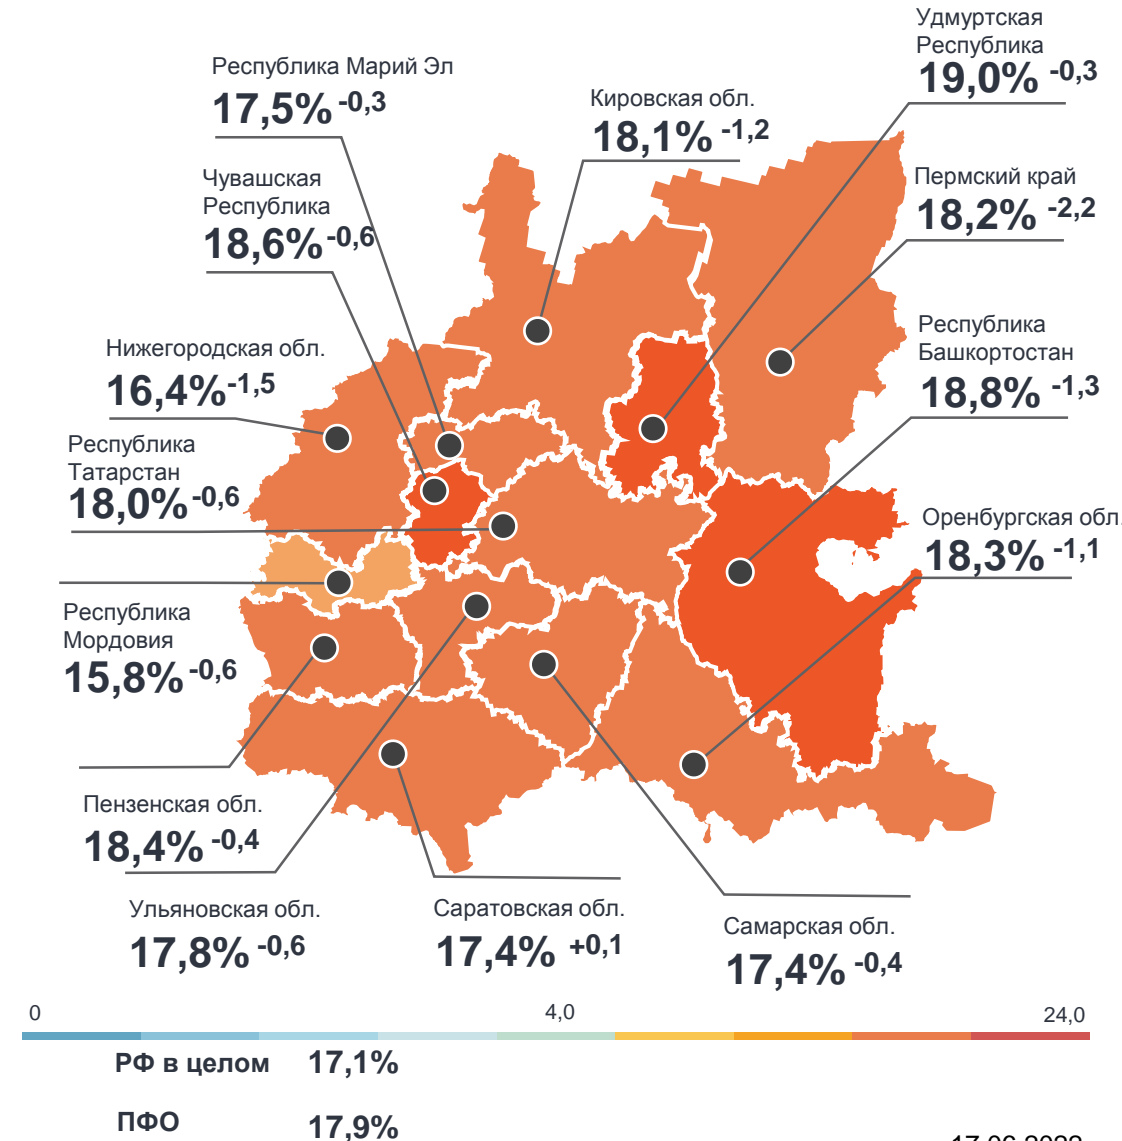 Удмуртская
Республика
19,0% -0,3
Республика Марий Эл
17,5% -0,3
Кировская обл.
18,1% -1,2
Чувашская
Республика
18,6% -0,6
Пермский край
18,2% -2,2
Нижегородская обл.
16,4% -1,5
Республика
Башкортостан
18,8% -1,3
Республика
Татарстан
18,0% -0,6
Оренбургская обл.
18,3% -1,1
Республика
Мордовия
15,8% -0,6
Пензенская обл.
18,4% -0,4
Ульяновская обл.
17,8% -0,6
Саратовская обл.
17,4% +0,1
Самарская обл.
17,4% -0,4
0 4,0 24,0
РФ в целом 17,1%
ПФО 17,9%